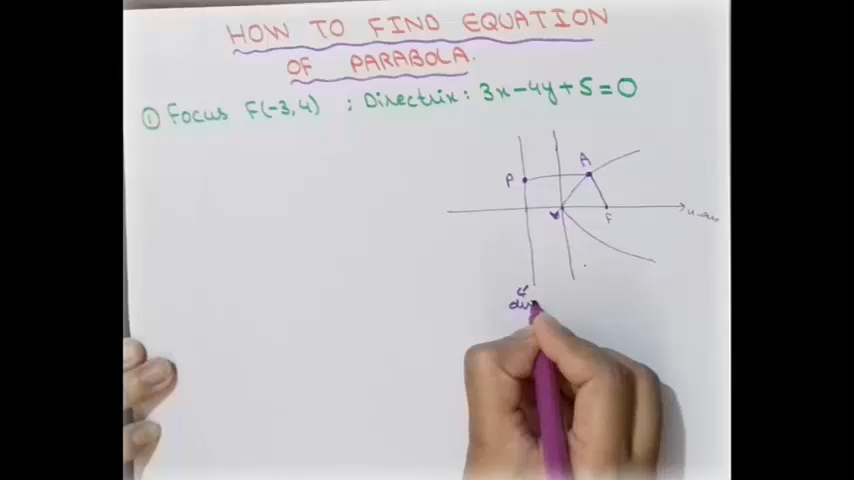 HOW TO FIND EQUATION
OF PARABOLA.
① Focus F(-3,4) ; Directrix: 3x-4y+5=0
A
P
V
F